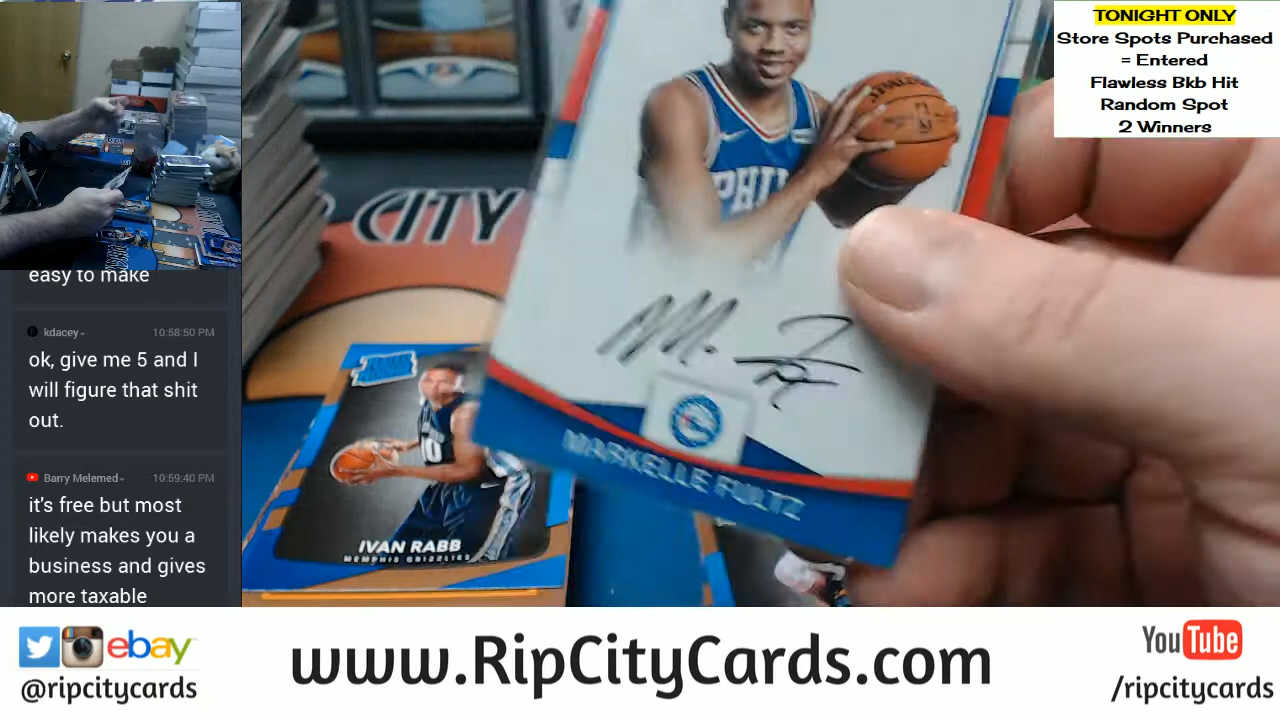 TONIGHT ONLY
Store Spots Purchased
= Entered
Flawless Bkb Hit
Random Spot
2 Winners
easy to make
kdacey
10:58:50 PM
ok, give me 5 and I
will figure that shit
out.
Barry Melemed
10:59:40 PM
it's free but most
likely makes you a
business and gives
more taxable
CITY
SPALDING
PHIL
MARKELLE FULTZ
IVAN RABB
MEMPHIS GRIZZLIES
ebay
@ripcitycards
www.RipCityCards.com
YouTube
/ripcitycards